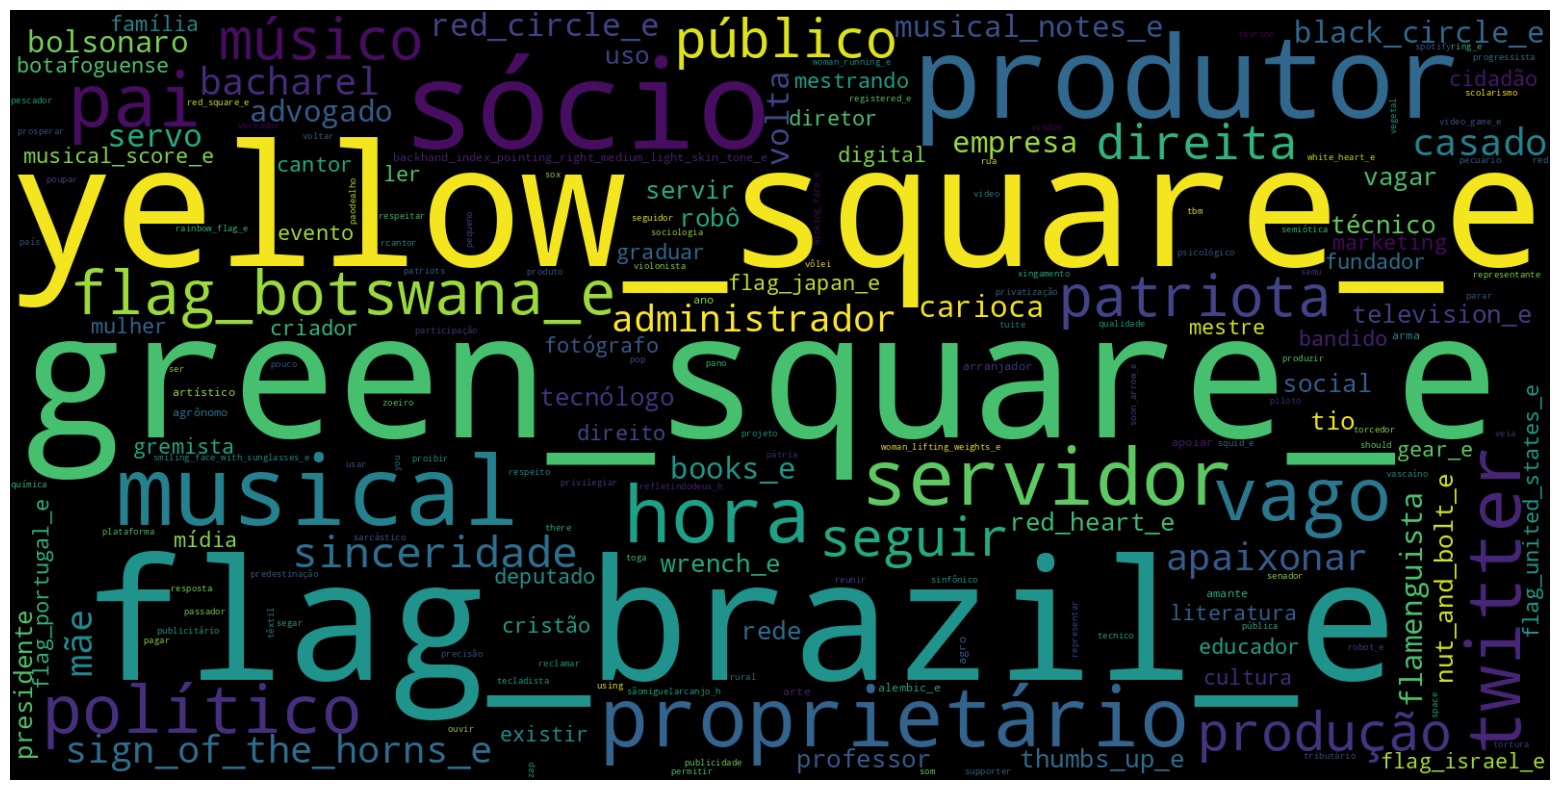 família
red_circle_e
público
musical_notes_e
black_circle_e
bolsonaro
músico
uso
produtor
spotify
ring_e
taurino
progressista
botafoguense
bacharel
sócio
woman_running_e
mestrando
cidadão
pescador
red_square_e
pai
advogado
volta
registered_e
diretor
vegetal
scolarismo
prosperar
servo
vereador
voltar
empresa
direita
vindos
video_game_e
casado
musical_score_e
cantor
backhand_index_pointing_right_medium_light_skin_tone_e
digital
rua
white_heart_e
pecuário
red
poupar
ler
sox
servir
vagar
yellow_square_e
paodealho
respeitar
seguidor
robô
video
tbm
semiótica
técnico
rainbow_flag_e
evento
rcantor
pequeno
sociologia
smirking_face_e
marketing
país
graduar
psicológico
fundador
violonista
vôlei
flag_botswana_e
patriots
produto
flag_japan_e
xingamento
samu
representante
privatização
ano
carioca
patriota
parar
administrador
television_e
mulher
criador
participação
tuite
qualidade
mestre
bandido
arma
fotógrafo
pop
pano
green_square_e
ser
pouco
arranjador
produzir
artístico
zoeiro
tecnólogo
soon_arrow_e
piloto
social
agrônomo
tio
torcedor
gremista
direito
projeto
woman_lifting_weights_e
apoiar
squid_e
should
veia
smiling_face_with_sunglasses_e
usar
proibir
you
respeito
pátria
books_e
servidor
gear_e
vascaíno
flag_united_states_e
química
musical
privilegiar
refletindodeus_h
hora
vago
twitter
plataforma
sarcástico
there
seguir
red_heart_e
flamenguista
nut_and_bolt_e
flag_portugal_e
mídia
sinceridade
toga
wrench_e
apaixonar
predestinação
deputado
reunir
sinfônico
senador
resposta
passador
amante
flag_brazil_e
literatura
mãe
publicitário
têxtil
segar
cristão
rede
representar
pública
presidente
pagar
tecnico
educador
precisão
reclamar
agro
robot_e
tecladista
rural
cultura
using
sãomiguelarcanjo_h
arte
alembic_e
space
político
ouvir
existir
proprietário
produção
sign_of_the_horns_e
professor
thumbs_up_e
tributário
tortura
zap
publicidade
permitir
som
supporter
flag_israel_e